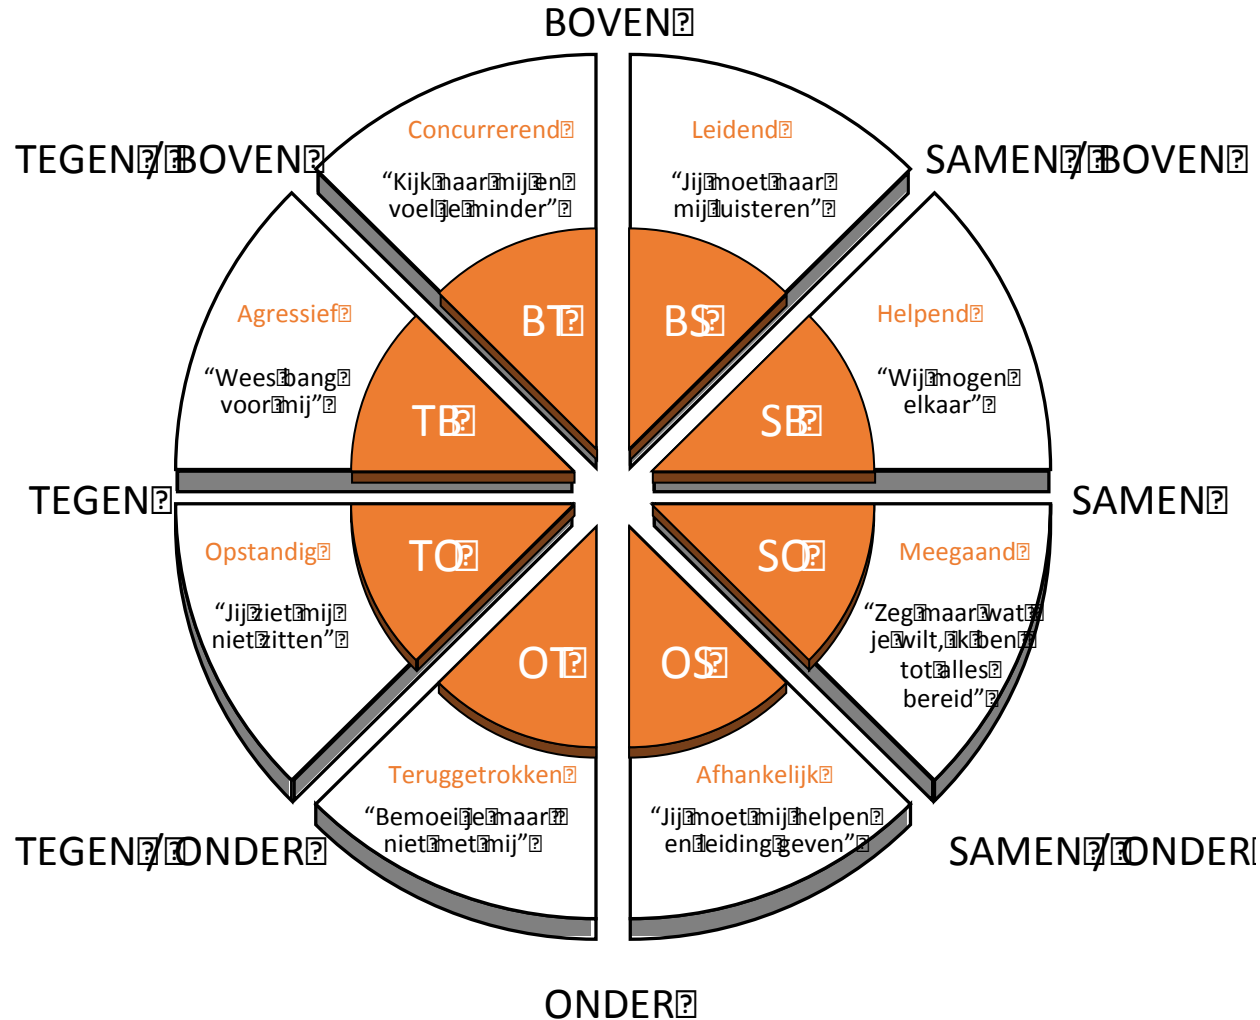 BOVEN
TEGEN / BOVEN
SAMEN / BOVEN
Concurrerend
“Kijk naar mij en
voel je minder”
BT
Leidend
“Jij moet naar
mij luisteren”
BS
Agressief
“Wees bang
voor mij”
TB
Helpend
“Wij mogen
elkaar”
SB
TEGEN
SAMEN
Opstandig
“Jij ziet mij
niet zitten”
TO
Meegaand
“Zeg maar wat
je wilt, ik ben
tot alles
bereid”
SO
OT
Teruggetrokken
“Bemoei je maar
niet met mij”
OS
Afhankelijk
“Jij moet mij helpen
en leiding geven”
TEGEN / ONDER
SAMEN / ONDER
ONDER